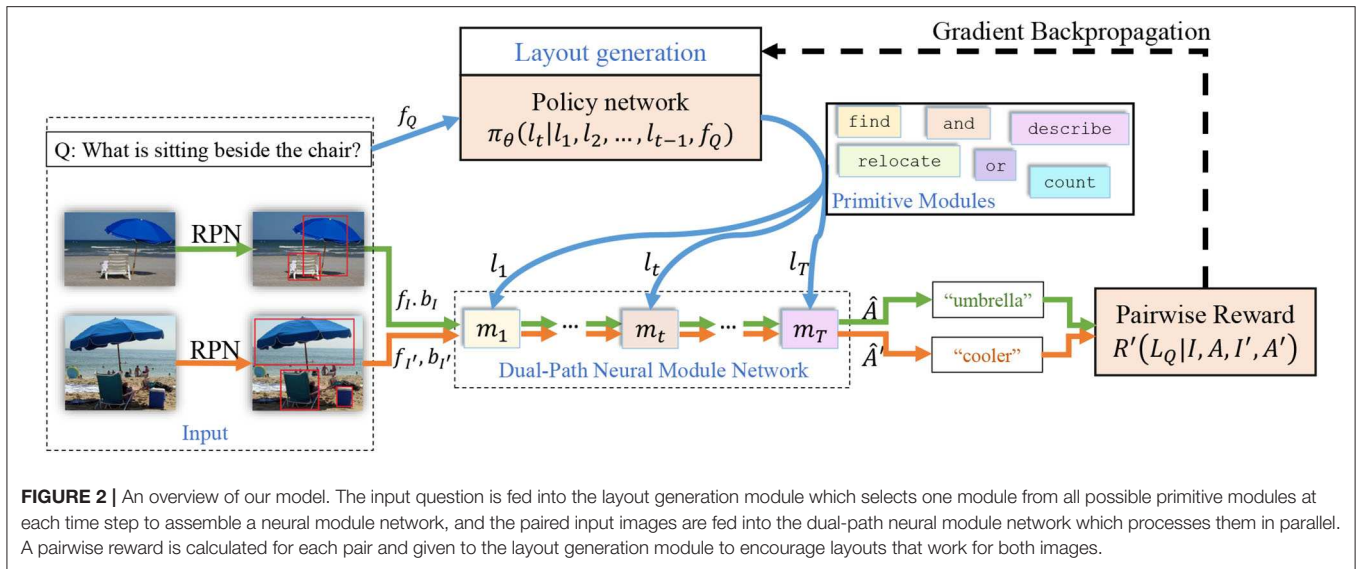 Gradient Backpropagation
Layout generation
Policy network
π_θ(l_t|l_1, l_2, …, l_{t−1}, f_Q)
f_Q
find
and
describe
relocate
or
count
Primitive Modules
Q: What is sitting beside the chair?
RPN
RPN
Input
f_I. b_I
f_{I'}, b_{I'}
l_1
l_t
l_T
m_1
...
m_t
...
m_T
Dual-Path Neural Module Network
Â
Â'
“umbrella”
“cooler”
Pairwise Reward
R'(L_Q|I, A, I', A')
FIGURE 2 | An overview of our model. The input question is fed into the layout generation module which selects one module from all possible primitive modules at
each time step to assemble a neural module network, and the paired input images are fed into the dual-path neural module network which processes them in parallel.
A pairwise reward is calculated for each pair and given to the layout generation module to encourage layouts that work for both images.